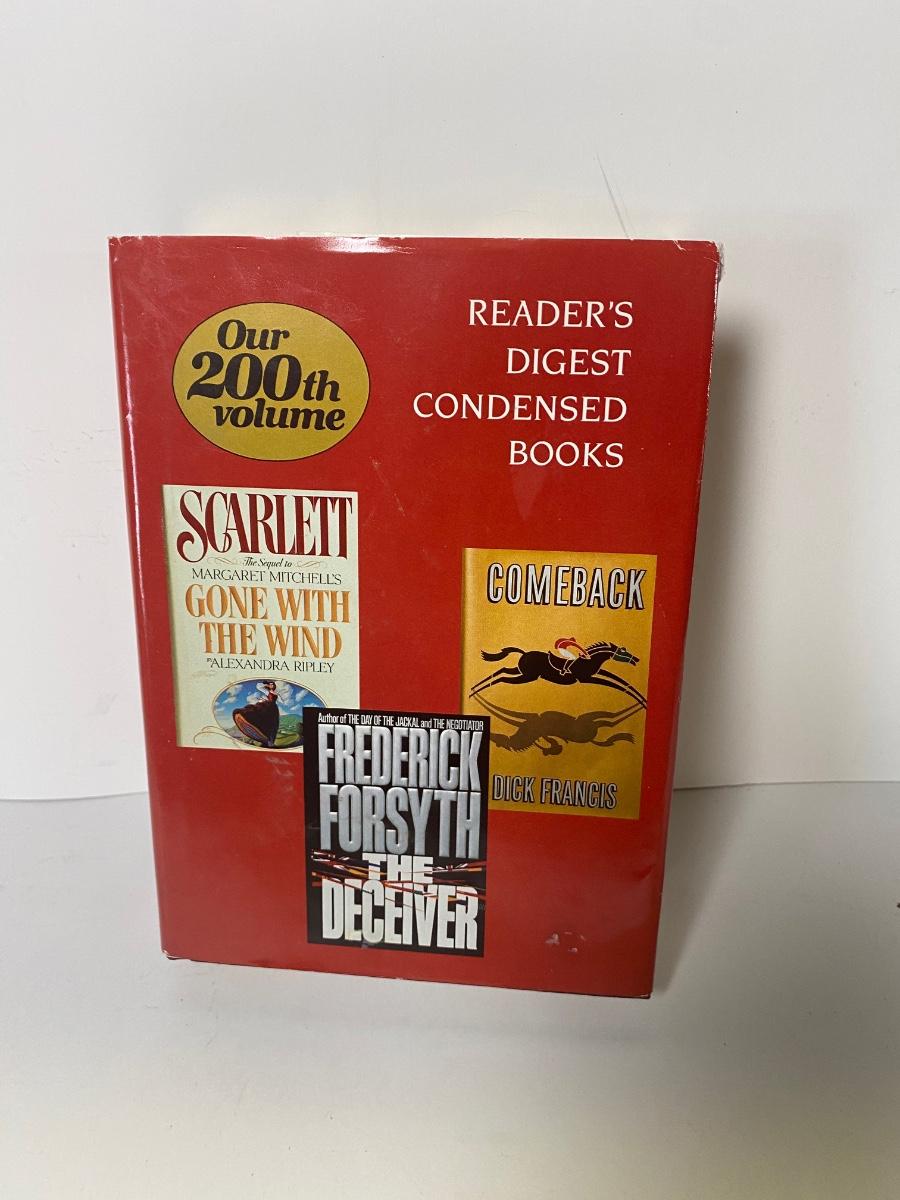 Our
200th
volume
READER'S
DIGEST
CONDENSED
BOOKS
SCARLETT
The Sequel to
MARGARET MITCHELL'S
GONE WITH
THE WIND
BY ALEXANDRA RIPLEY
COMEBACK
DICK FRANCIS
Author of THE DAY OF THE JACKAL and THE NEGOTIATOR
FREDERICK
FORSYTH
THE
DECEIVER